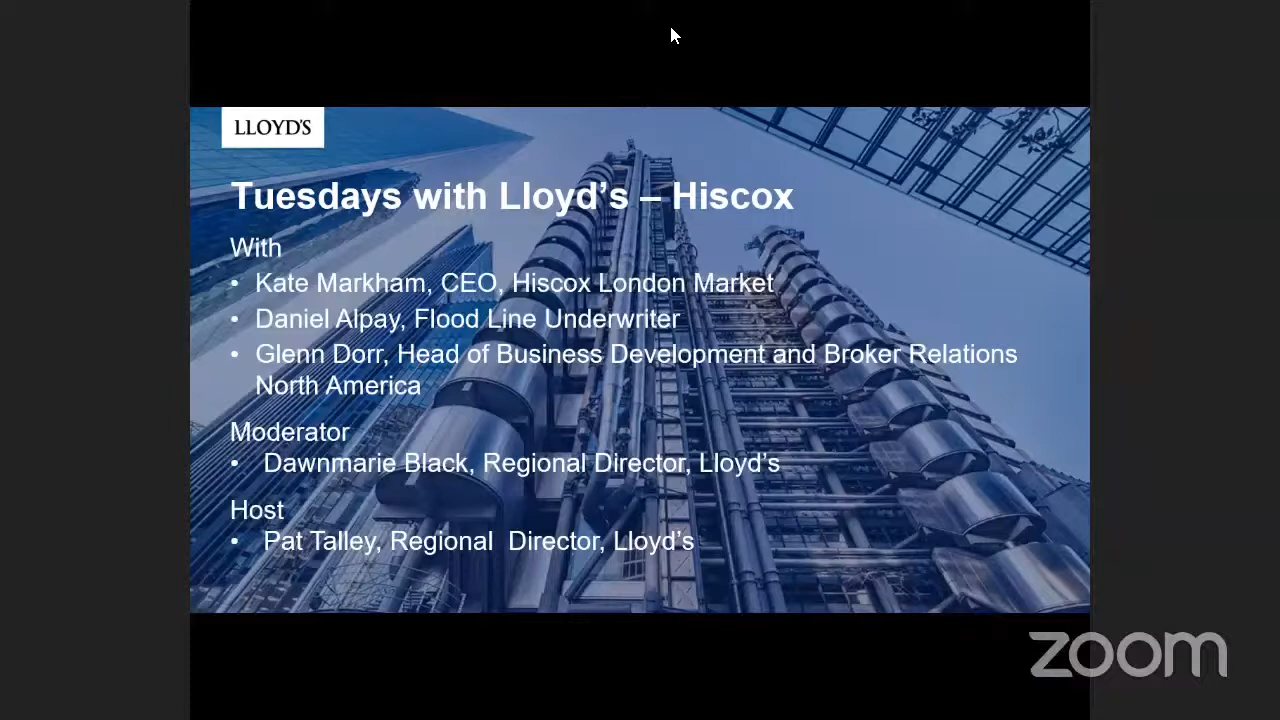 LLOYD'S
Tuesdays with Lloyd’s – Hiscox
With
• Kate Markham, CEO, Hiscox London Market
• Daniel Alpay, Flood Line Underwriter
• Glenn Dorr, Head of Business Development and Broker Relations
North America
Moderator
• Dawnmarie Black, Regional Director, Lloyd’s
Host
• Pat Talley, Regional  Director, Lloyd’s
zoom